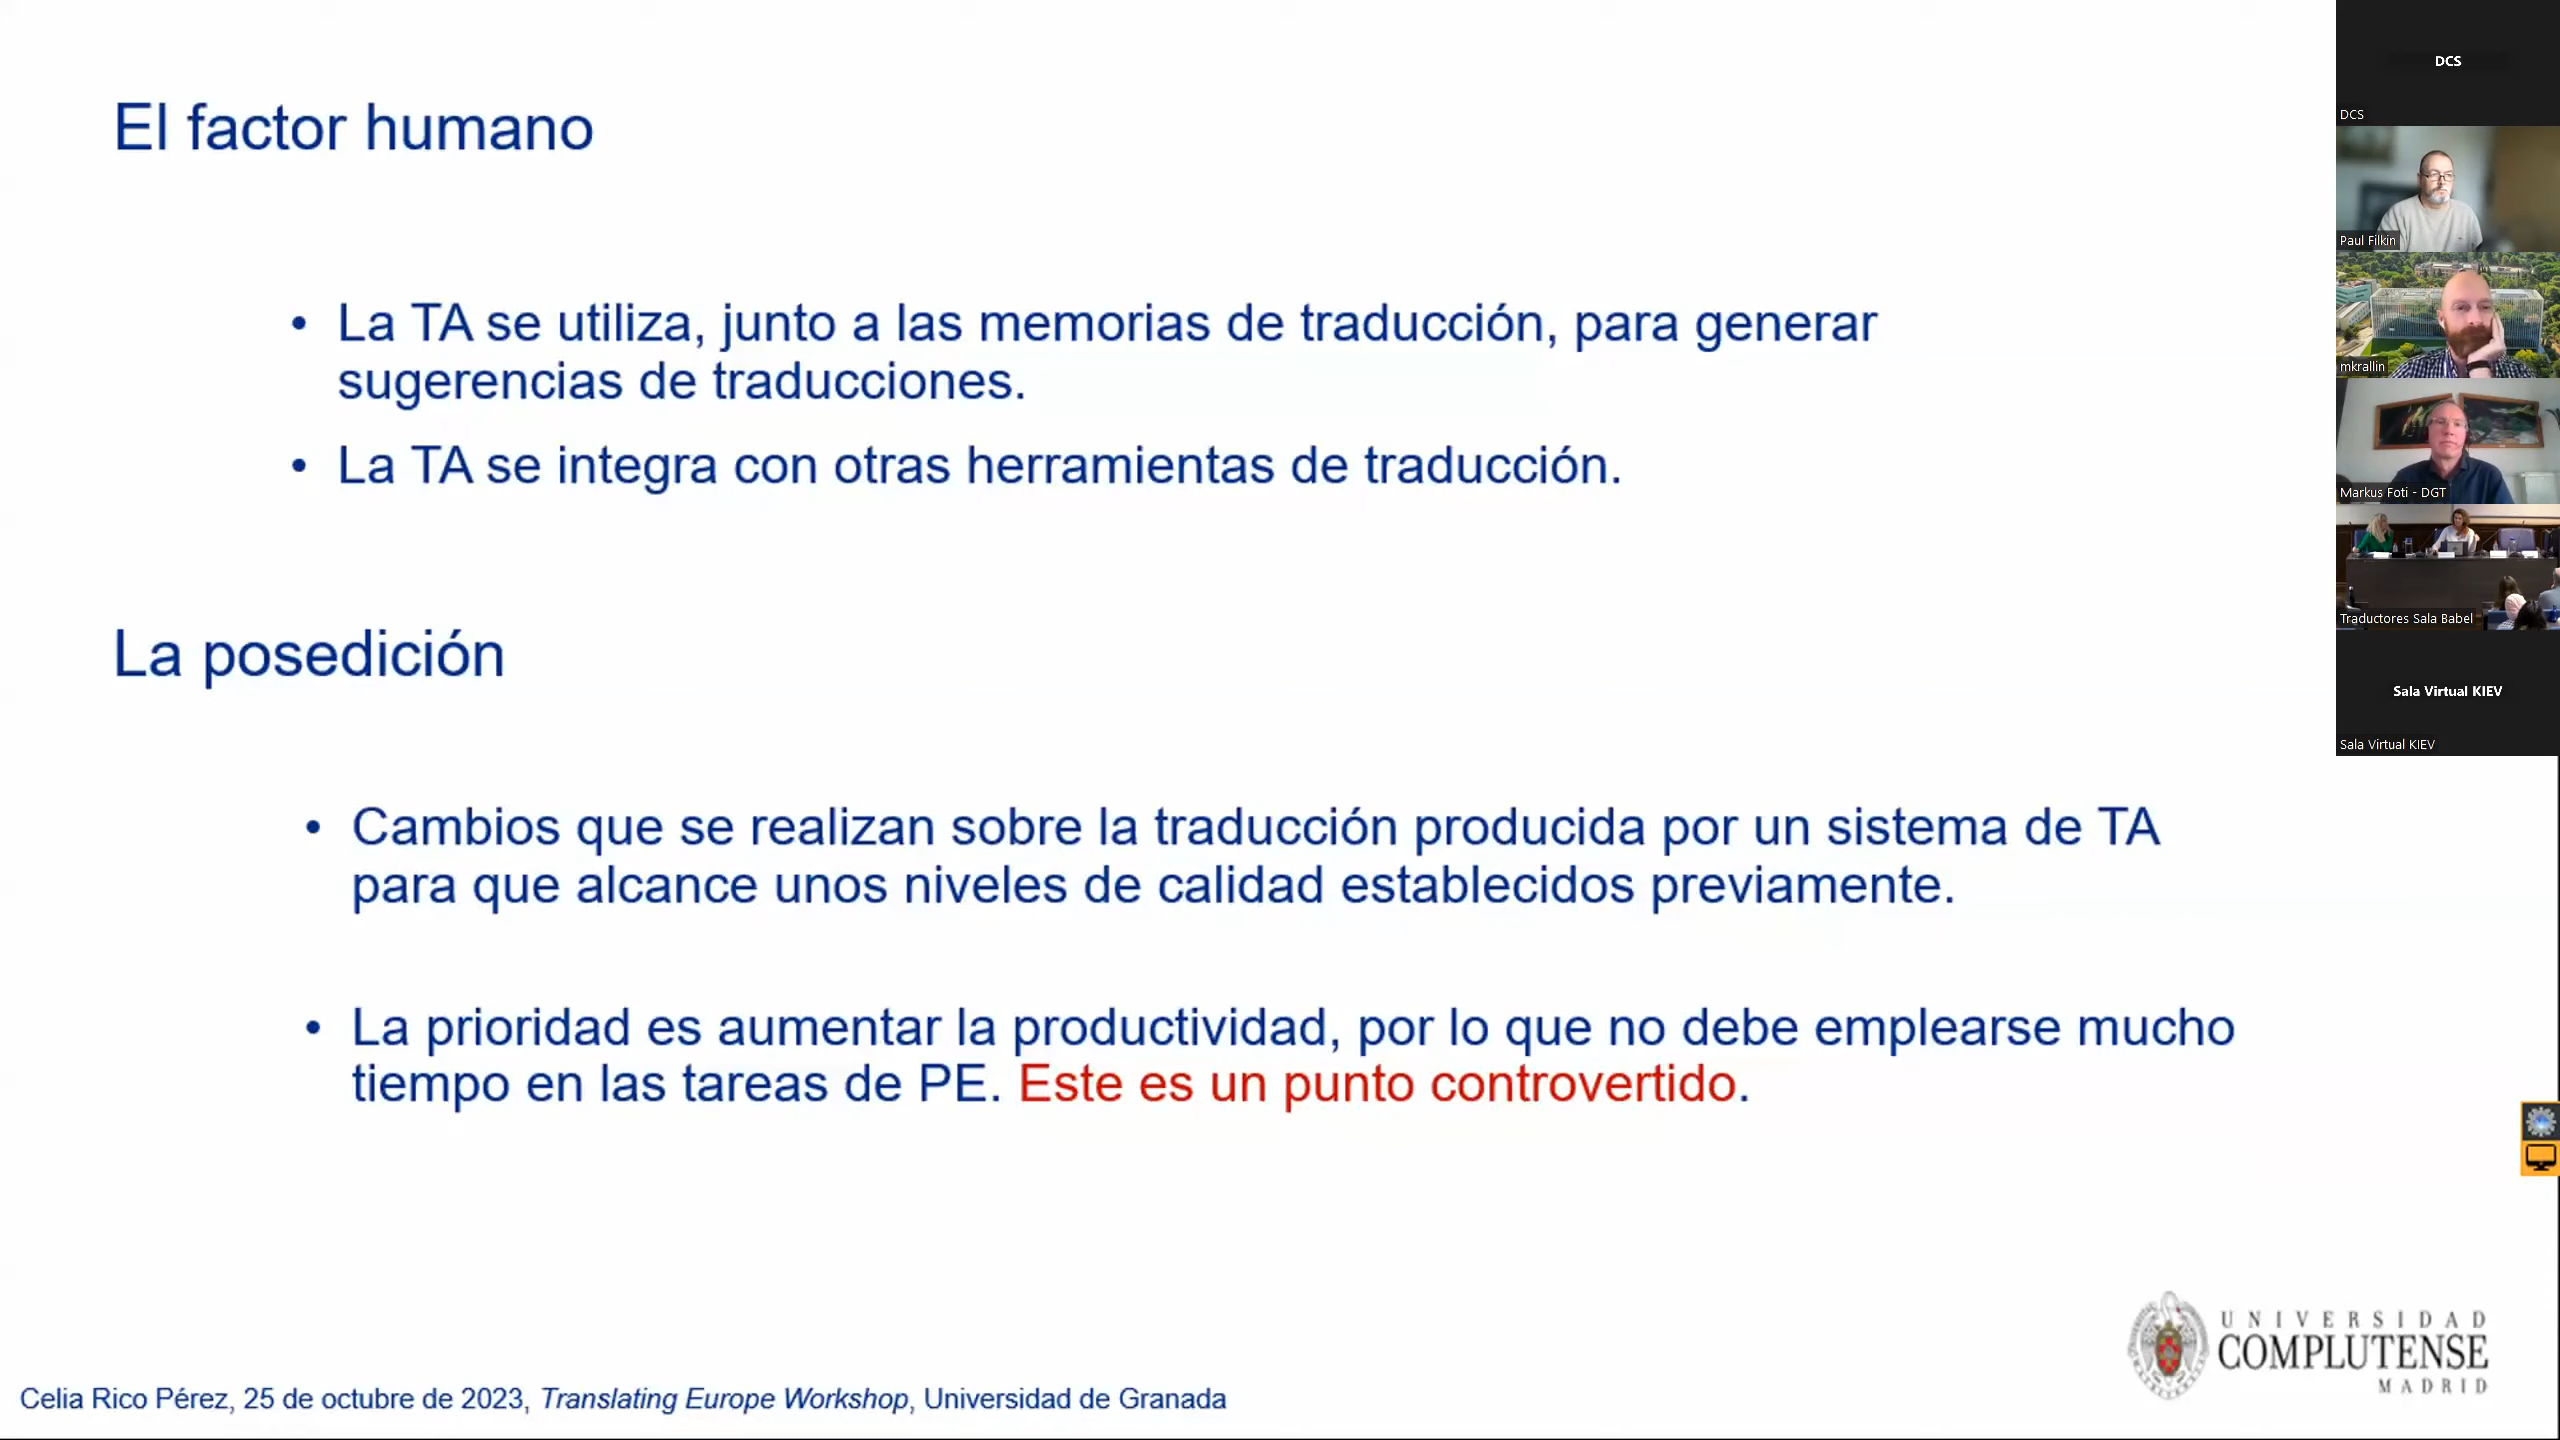 El factor humano
• La TA se utiliza, junto a las memorias de traducción, para generar
sugerencias de traducciones.
• La TA se integra con otras herramientas de traducción.
La posedición
• Cambios que se realizan sobre la traducción producida por un sistema de TA
para que alcance unos niveles de calidad establecidos previamente.
• La prioridad es aumentar la productividad, por lo que no debe emplearse mucho
tiempo en las tareas de PE. Este es un punto controvertido.
Celia Rico Pérez, 25 de octubre de 2023, Translating Europe Workshop, Universidad de Granada
UNIVERSIDAD
COMPLUTENSE
MADRID
DCS
DCS
Paul Filkin
mkrallin
Markus Foti - DGT
Traductores Sala Babel
Sala Virtual KIEV
Sala Virtual KIEV